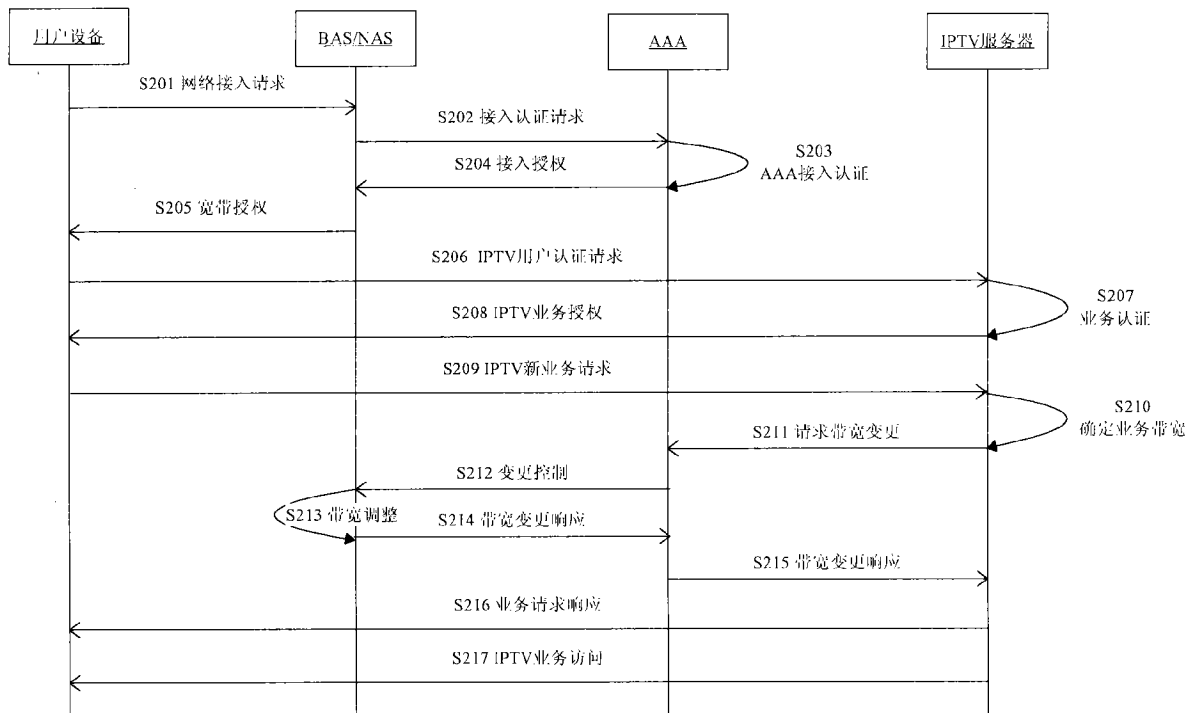 用户设备
BAS/NAS
AAA
IPTV服务器
S201 网络接入请求
S202 接入认证请求
S203
AAA接入认证
S204 接入授权
S205 宽带授权
S206 IPTV用户认证请求
S207
业务认证
S208 IPTV业务授权
S209 IPTV新业务请求
S210
确定业务带宽
S211 请求带宽变更
S212 变更控制
S213 带宽调整
S214 带宽变更响应
S215 带宽变更响应
S216 业务请求响应
S217 IPTV业务访问